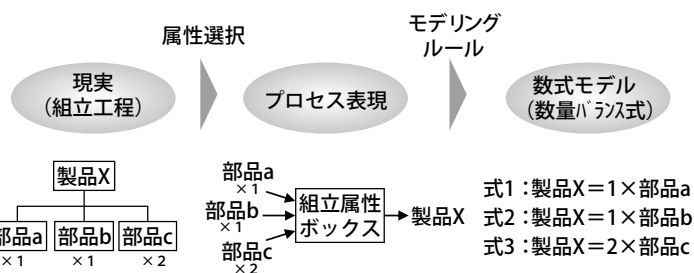 属性選択
モデリング
ルール
現実
（組立工程）
プロセス表現
数式モデル
（数量バランス式）
製品X
部品a
×1
部品b
×1
部品c
×2
部品a
×1
部品b
×1
部品c
×2
組立属性
ボックス
製品X
式1：製品X＝1×部品a
式2：製品X＝1×部品b
式3：製品X＝2×部品c